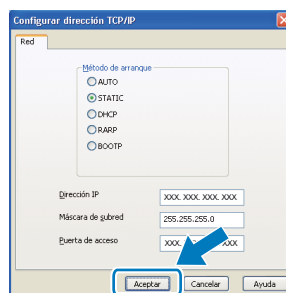 Configurar dirección TCP/IP
Red
Método de arranque
AUTO
STATIC
DHCP
RARP
BOOTP
Dirección IP XXX. XXX. XXX. XXX
Máscara de subred 255.255.255.0
Puerta de acceso XXX. XX
Aceptar Cancelar Ayuda